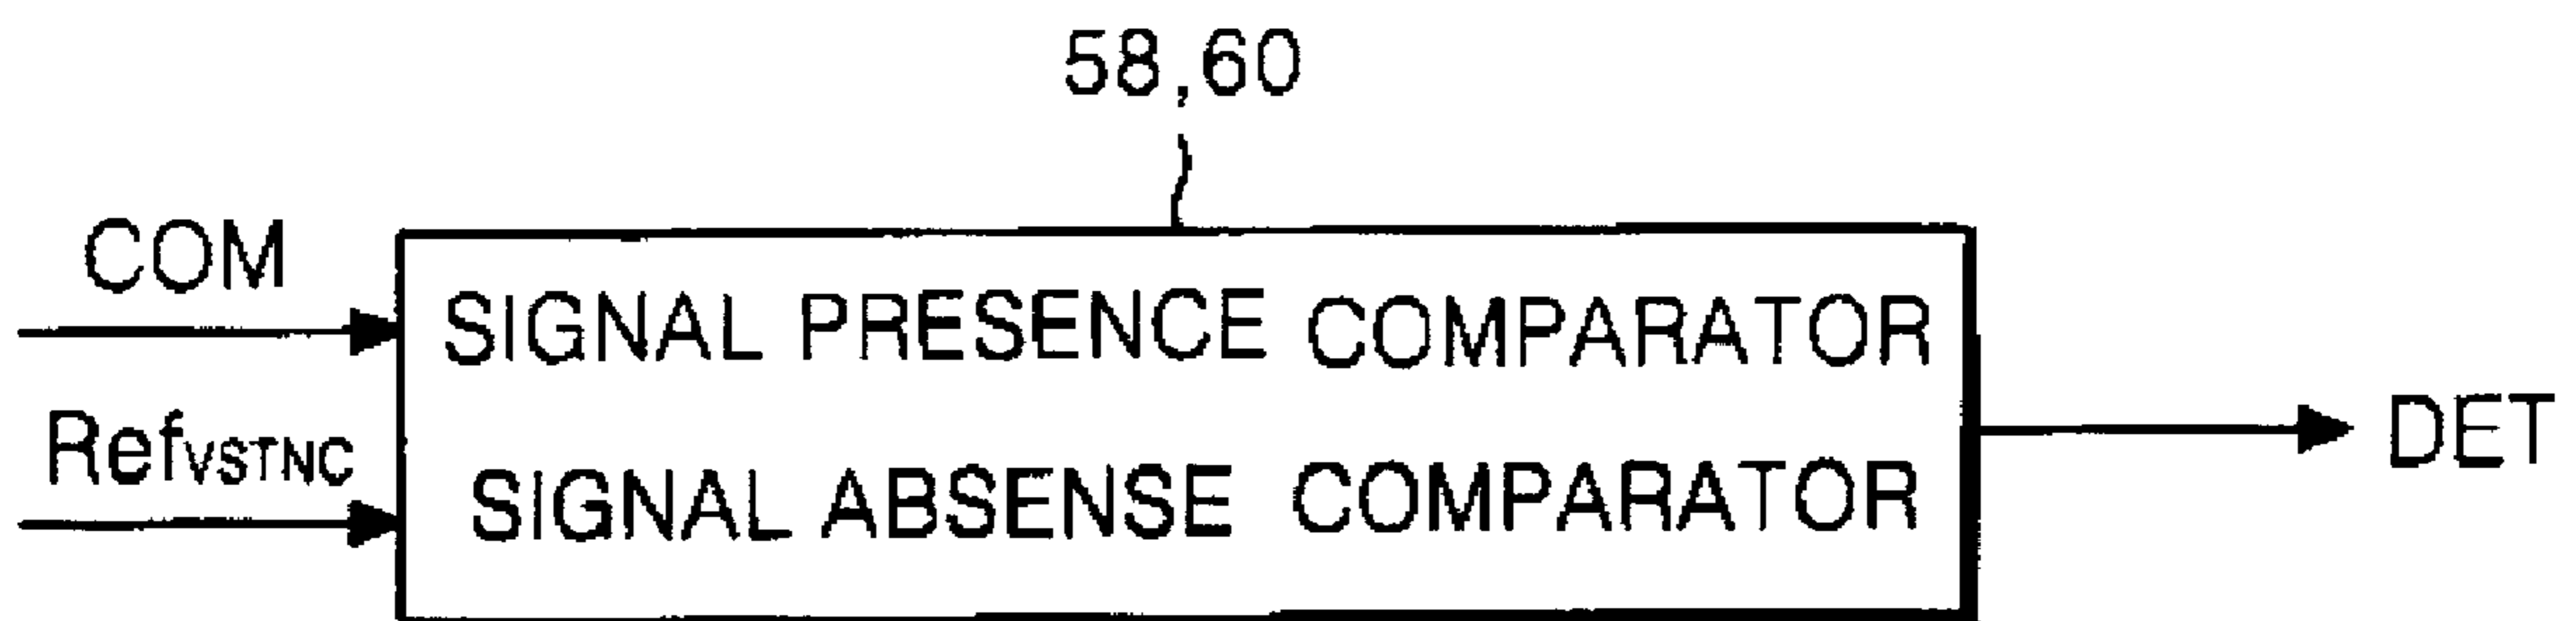 58,60
COM
SIGNAL PRESENCE COMPARATOR
RefVSTNC
SIGNAL ABSENSE COMPARATOR
DET